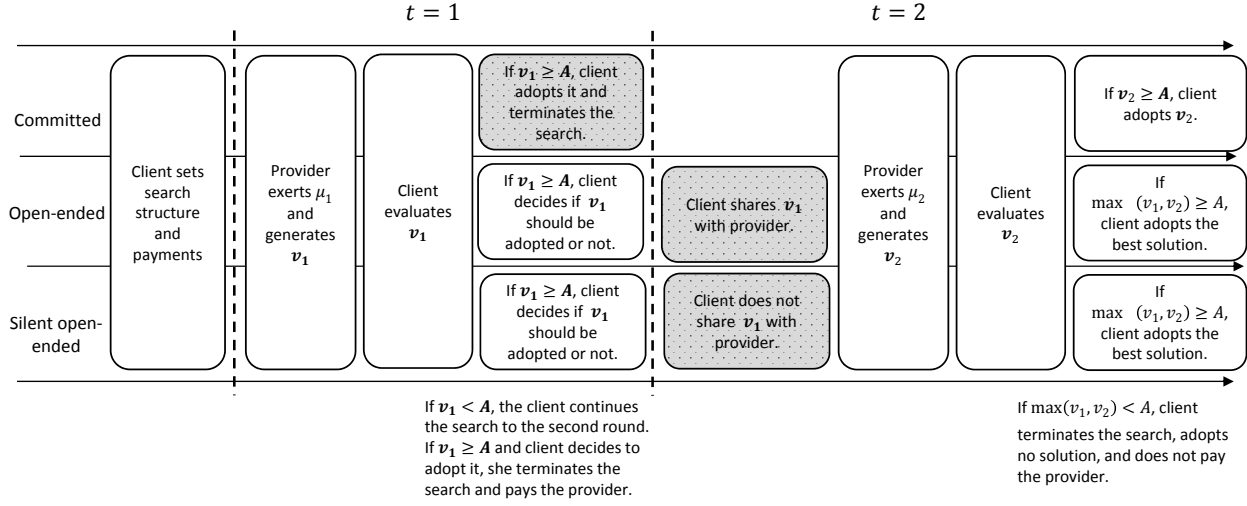 t = 1
t = 2
Committed
Open-ended
Silent open-
ended
Client sets
search
structure
and
payments
Provider
exerts μ₁
and
generates
v₁
Client
evaluates
v₁
If v₁ ≥ A, client
adopts it and
terminates the
search.
If v₁ ≥ A, client
decides if v₁
should be
adopted or not.
If v₁ ≥ A, client
decides if v₁
should be
adopted or not.
Client shares v₁
with provider.
Client does not
share v₁ with
provider.
Provider
exerts μ₂
and
generates
v₂
Client
evaluates
v₂
If v₂ ≥ A, client
adopts v₂.
If
max (v₁, v₂) ≥ A,
client adopts the
best solution.
If
max (v₁, v₂) ≥ A,
client adopts the
best solution.
If v₁ < A, the client continues
the search to the second round.
If v₁ ≥ A and client decides to
adopt it, she terminates the
search and pays the provider.
If max(v₁, v₂) < A, client
terminates the search, adopts
no solution, and does not pay
the provider.